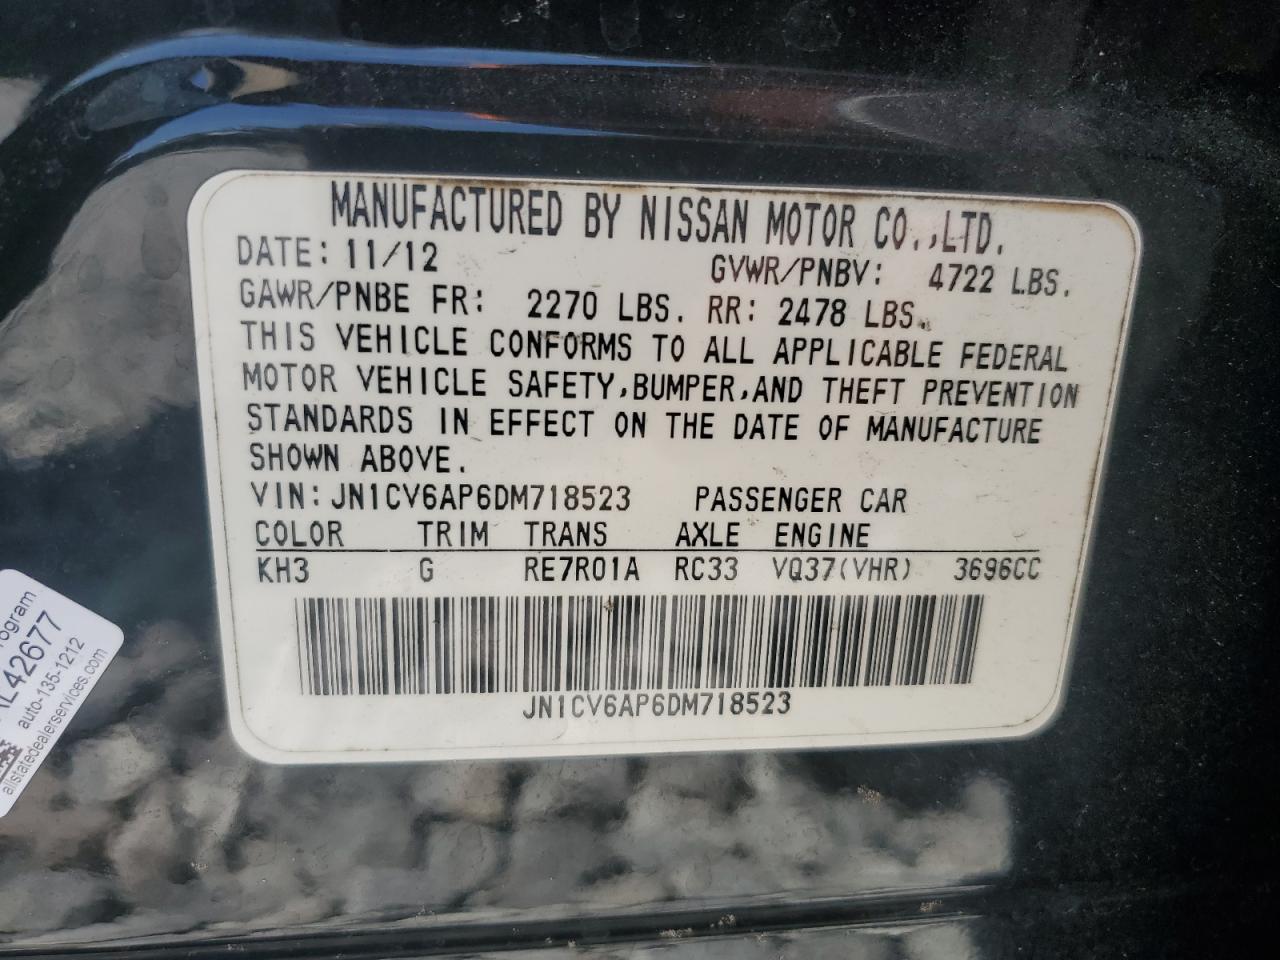 MANUFACTURED BY NISSAN MOTOR CO.,LTD.
DATE: 11/12 GVWR/PNBV: 4722 LBS.
GAWR/PNBE FR: 2270 LBS. RR: 2478 LBS.
THIS VEHICLE CONFORMS TO ALL APPLICABLE FEDERAL
MOTOR VEHICLE SAFETY,BUMPER,AND THEFT PREVENTION
STANDARDS IN EFFECT ON THE DATE OF MANUFACTURE
SHOWN ABOVE.
VIN: JN1CV6AP6DM718523 PASSENGER CAR
COLOR TRIM TRANS AXLE ENGINE
KH3 G RE7R01A RC33 VQ37(VHR) 3696CC
JN1CV6AP6DM718523
L42677
auto-135-1212
allstatedealerservices.com